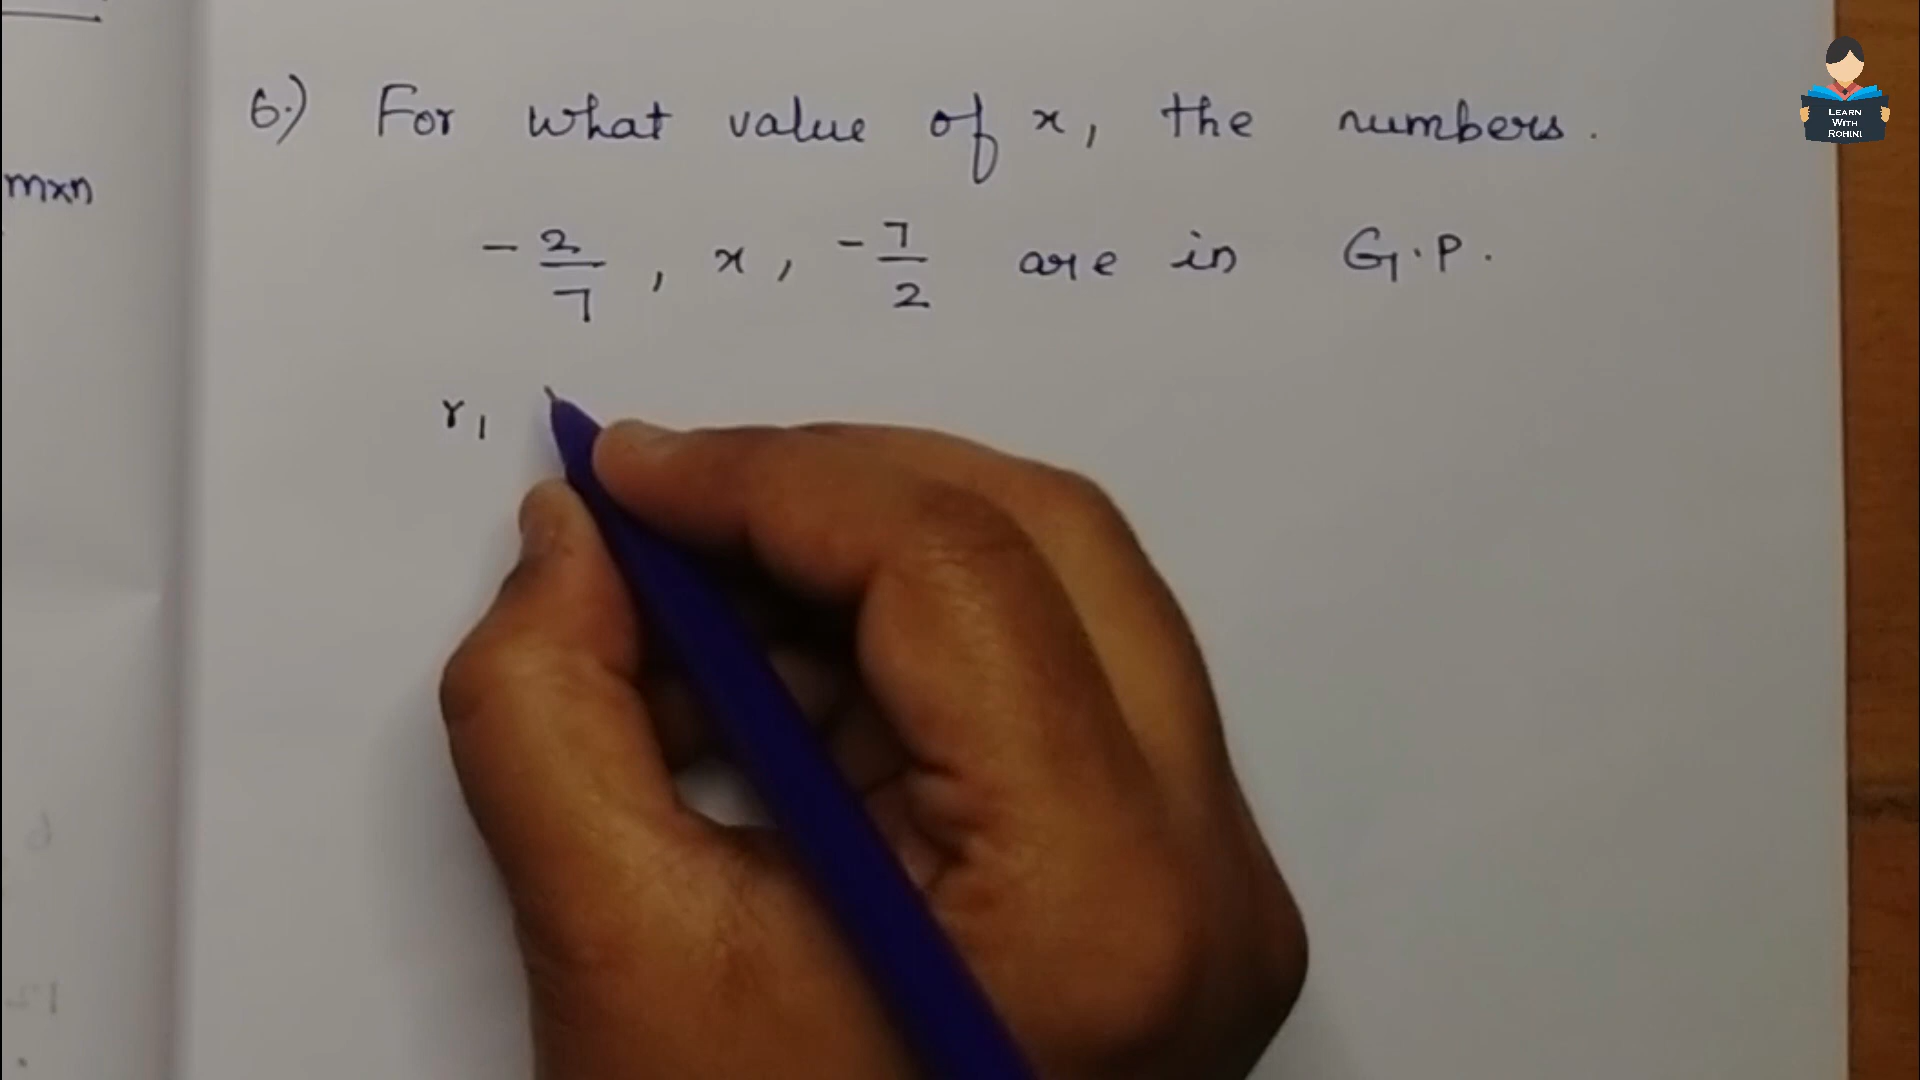 6.) For what value of x, the numbers.
-2/7, x, -7/2 are in G.P.
r1
mxn
LEARN
WITH
ROHINI